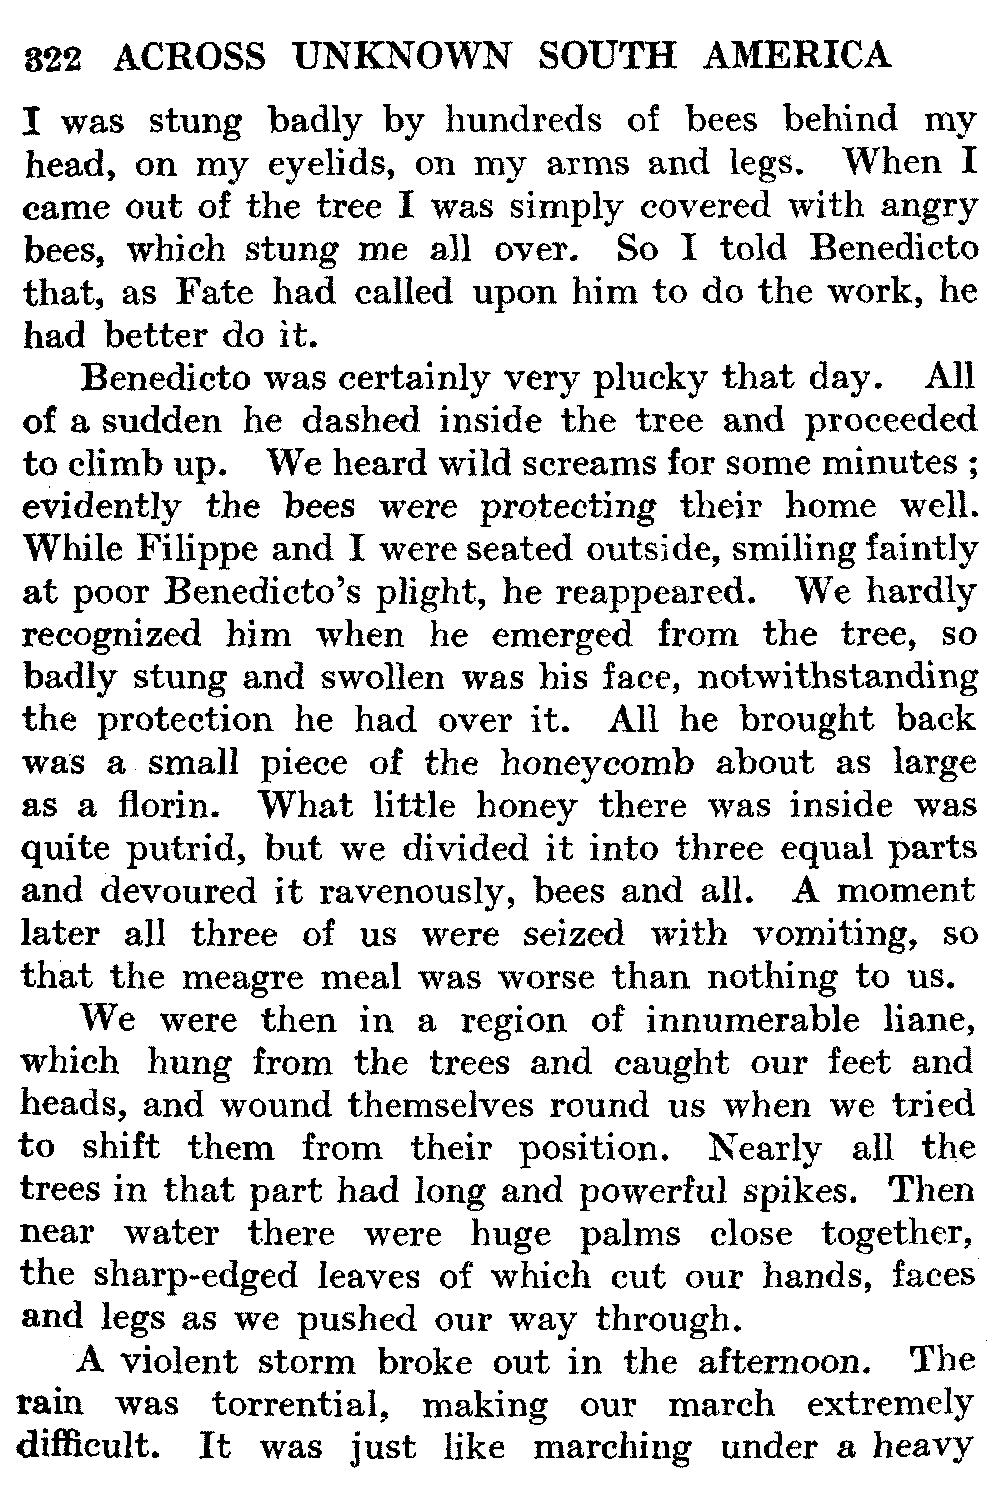 322 ACROSS UNKNOWN SOUTH AMERICA
I was stung badly by hundreds of bees behind my
head, on my eyelids, on my arms and legs. When I
came out of the tree I was simply covered with angry
bees, which stung me all over. So I told Benedicto
that, as Fate had called upon him to do the work, he
had better do it.
Benedicto was certainly very plucky that day. All
of a sudden he dashed inside the tree and proceeded
to climb up. We heard wild screams for some minutes ;
evidently the bees were protecting their home well.
While Filippe and I were seated outside, smiling faintly
at poor Benedicto's plight, he reappeared. We hardly
recognized him when he emerged from the tree, so
badly stung and swollen was his face, notwithstanding
the protection he had over it. All he brought back
was a small piece of the honeycomb about as large
as a florin. What little honey there was inside was
quite putrid, but we divided it into three equal parts
and devoured it ravenously, bees and all. A moment
later all three of us were seized with vomiting, so
that the meagre meal was worse than nothing to us.
We were then in a region of innumerable liane,
which hung from the trees and caught our feet and
heads, and wound themselves round us when we tried
to shift them from their position. Nearly all the
trees in that part had long and powerful spikes. Then
near water there were huge palms close together,
the sharp-edged leaves of which cut our hands, faces
and legs as we pushed our way through.
A violent storm broke out in the afternoon. The
rain was torrential, making our march extremely
difficult. It was just like marching under a heavy